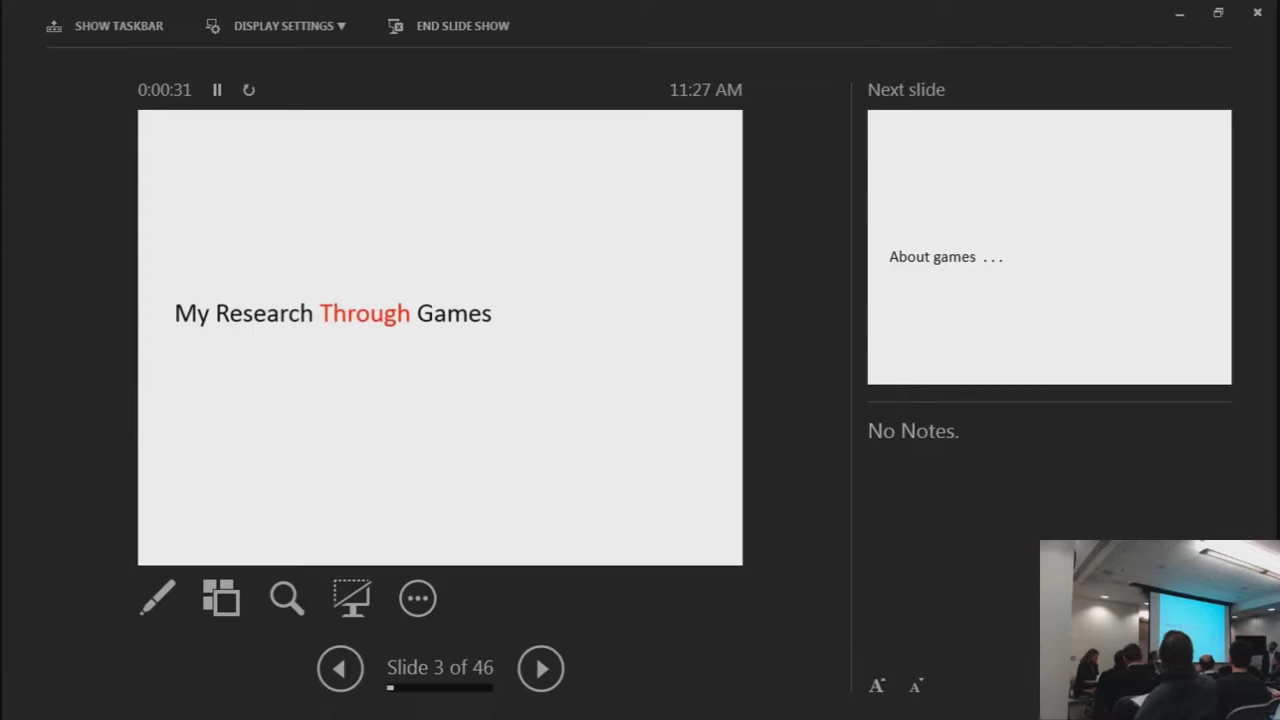 SHOW TASKBAR
DISPLAY SETTINGS ▼
END SLIDE SHOW
0:00:31
11:27 AM
My Research Through Games
Slide 3 of 46
Next slide
About games . . .
No Notes.
A
A